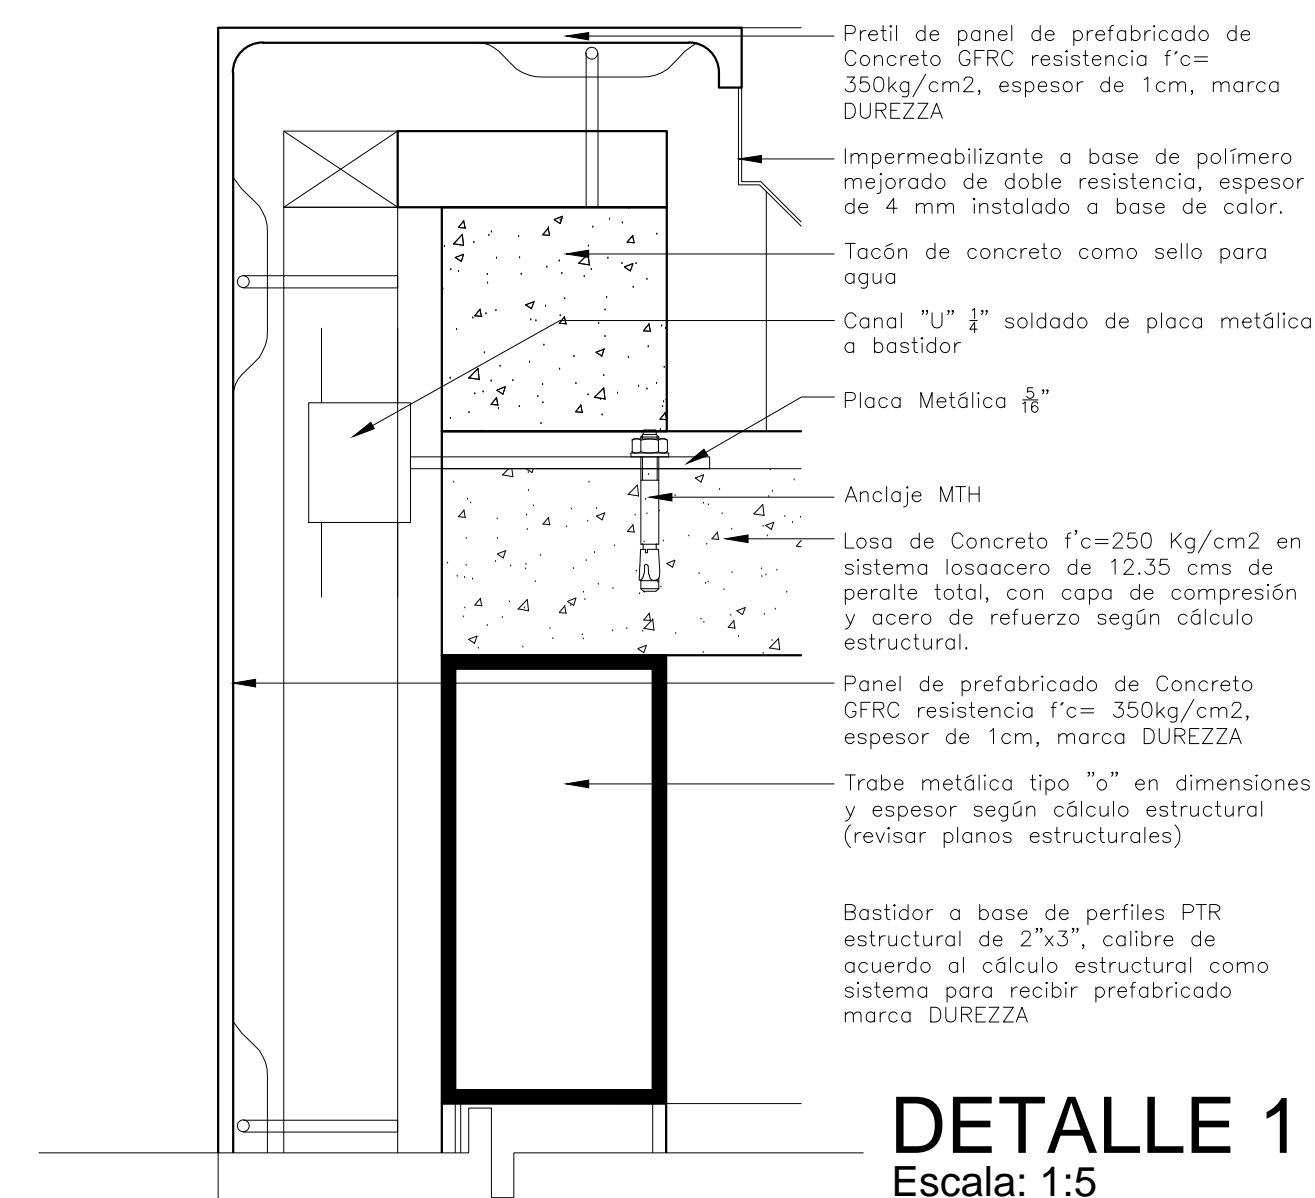 Pretil de panel de prefabricado de
Concreto GFRC resistencia f´c=
350kg/cm2, espesor de 1cm, marca
DUREZZA
Impermeabilizante a base de polímero
mejorado de doble resistencia, espesor
de 4 mm instalado a base de calor.
Tacón de concreto como sello para
agua
Canal "U" 1/4" soldado de placa metálica
a bastidor
Placa Metálica 5/16"
Anclaje MTH
Losa de Concreto f'c=250 Kg/cm2 en
sistema losaacero de 12.35 cms de
peralte total, con capa de compresión
y acero de refuerzo según cálculo
estructural.
Panel de prefabricado de Concreto
GFRC resistencia f´c= 350kg/cm2,
espesor de 1cm, marca DUREZZA
Trabe metálica tipo "o" en dimensiones
y espesor según cálculo estructural
(revisar planos estructurales)
Bastidor a base de perfiles PTR
estructural de 2"x3", calibre de
acuerdo al cálculo estructural como
sistema para recibir prefabricado
marca DUREZZA
DETALLE 1
Escala: 1:5